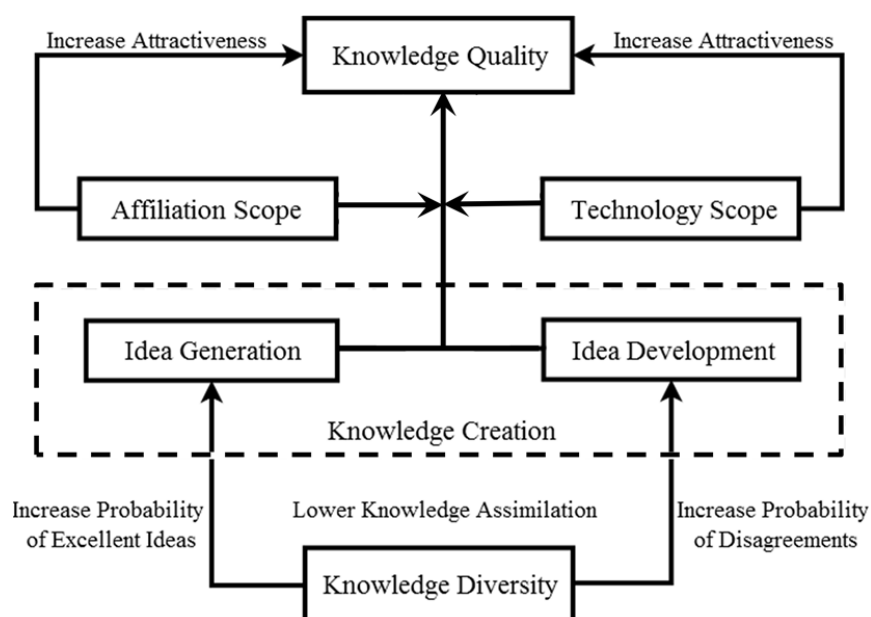 Increase Attractiveness
Knowledge Quality
Increase Attractiveness
Affiliation Scope
Technology Scope
Idea Generation
Idea Development
Knowledge Creation
Increase Probability
of Excellent Ideas
Lower Knowledge Assimilation
Increase Probability
of Disagreements
Knowledge Diversity